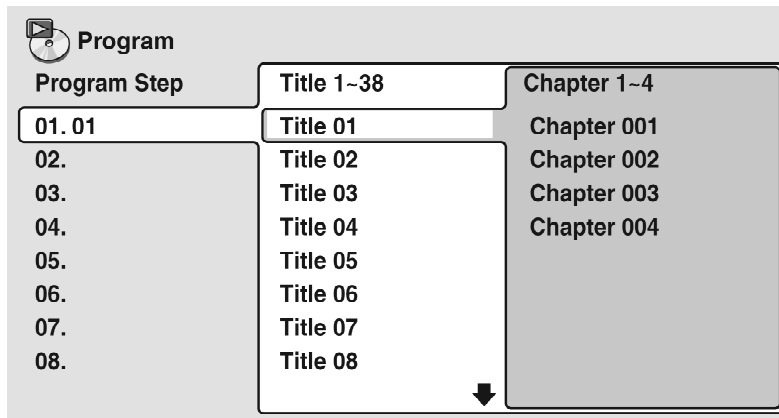 Program
Program Step Title 1~38 Chapter 1~4
01. 01 Title 01 Chapter 001
02. Title 02 Chapter 002
03. Title 03 Chapter 003
04. Title 04 Chapter 004
05. Title 05
06. Title 06
07. Title 07
08. Title 08